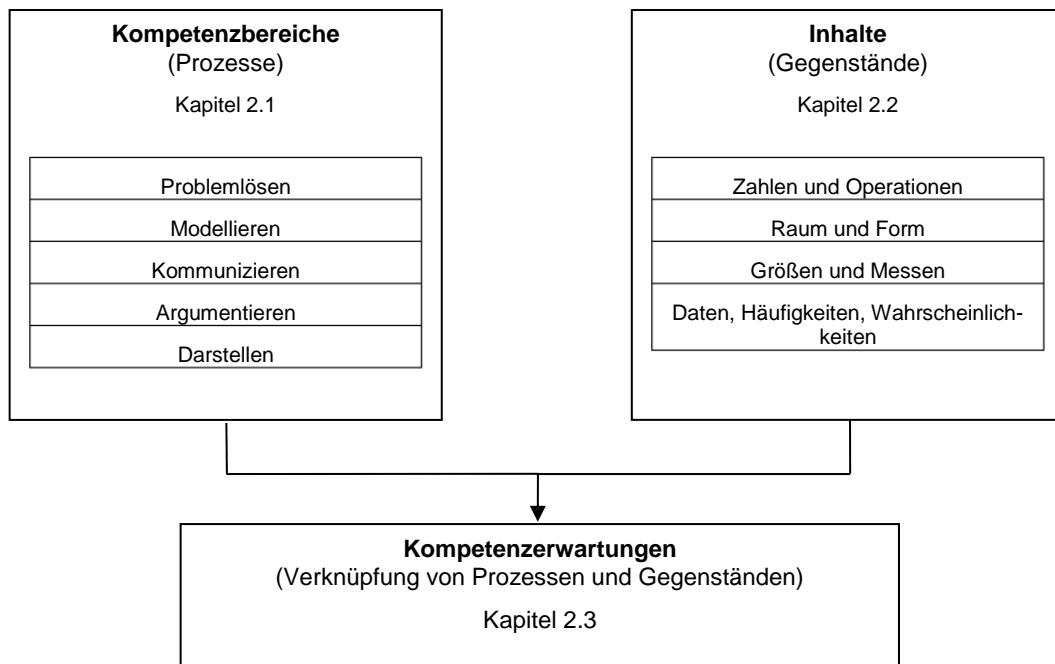 Kompetenzbereiche
(Prozesse)
Kapitel 2.1
Problemlösen
Modellieren
Kommunizieren
Argumentieren
Darstellen
Inhalte
(Gegenstände)
Kapitel 2.2
Zahlen und Operationen
Raum und Form
Größen und Messen
Daten, Häufigkeiten, Wahrscheinlich-
keiten
Kompetenzerwartungen
(Verknüpfung von Prozessen und Gegenständen)
Kapitel 2.3